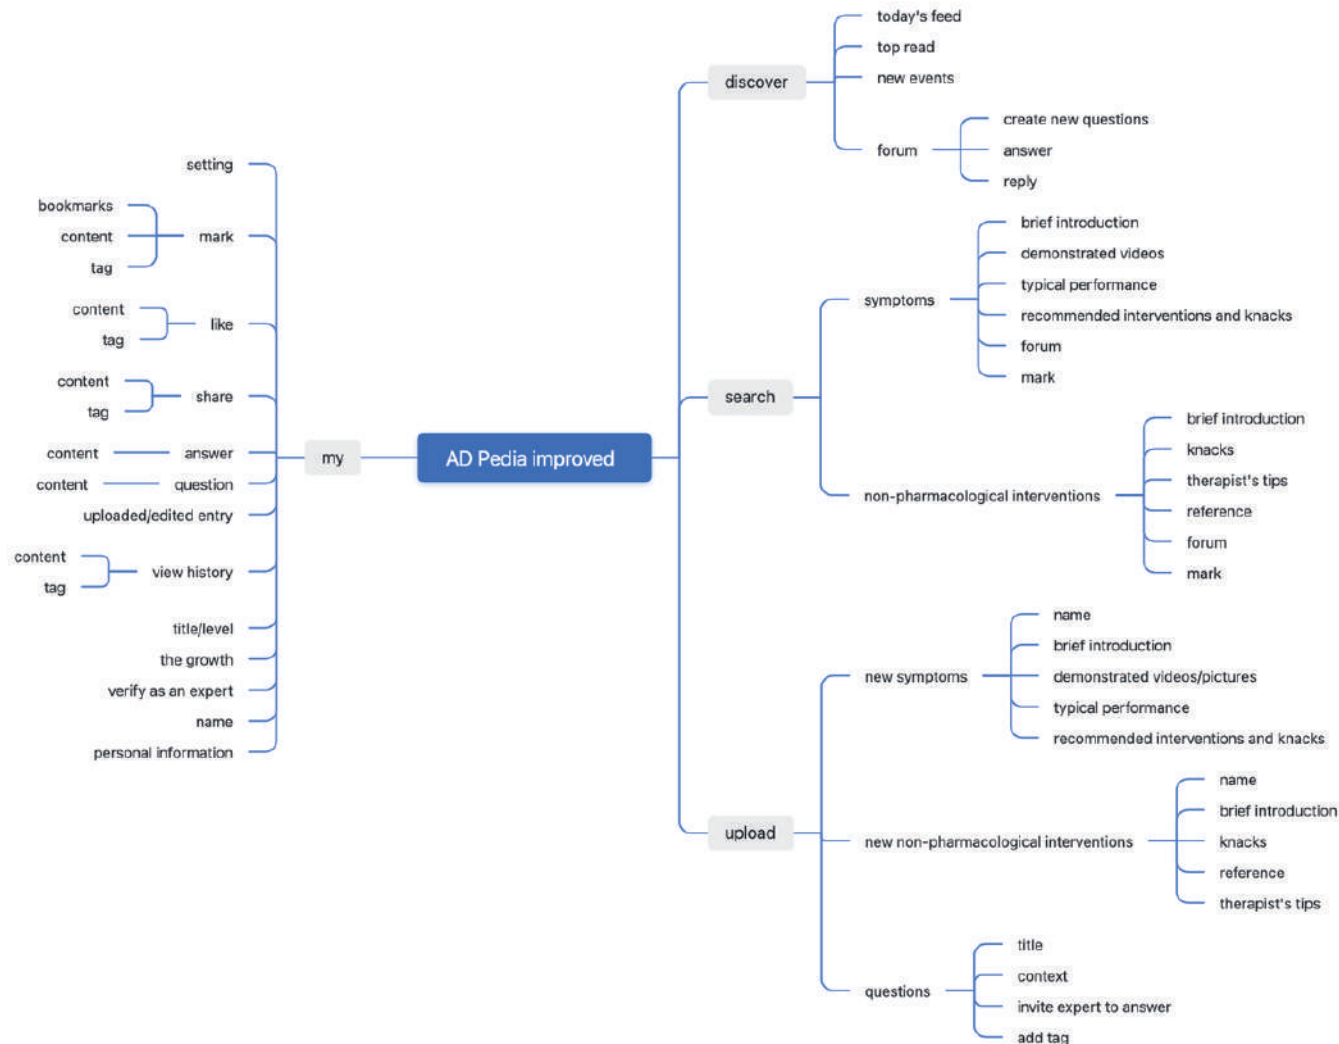 AD Pedia improved
discover
today's feed
top read
new events
forum
create new questions
answer
reply
search
symptoms
brief introduction
demonstrated videos
typical performance
recommended interventions and knacks
forum
mark
non-pharmacological interventions
brief introduction
knacks
therapist's tips
reference
forum
mark
upload
new symptoms
name
brief introduction
demonstrated videos/pictures
typical performance
recommended interventions and knacks
new non-pharmacological interventions
name
brief introduction
knacks
reference
therapist's tips
questions
title
context
invite expert to answer
add tag
my
setting
mark
bookmarks
content
tag
like
content
tag
share
content
tag
answer
content
question
content
uploaded/edited entry
view history
content
tag
title/level
the growth
verify as an expert
name
personal information